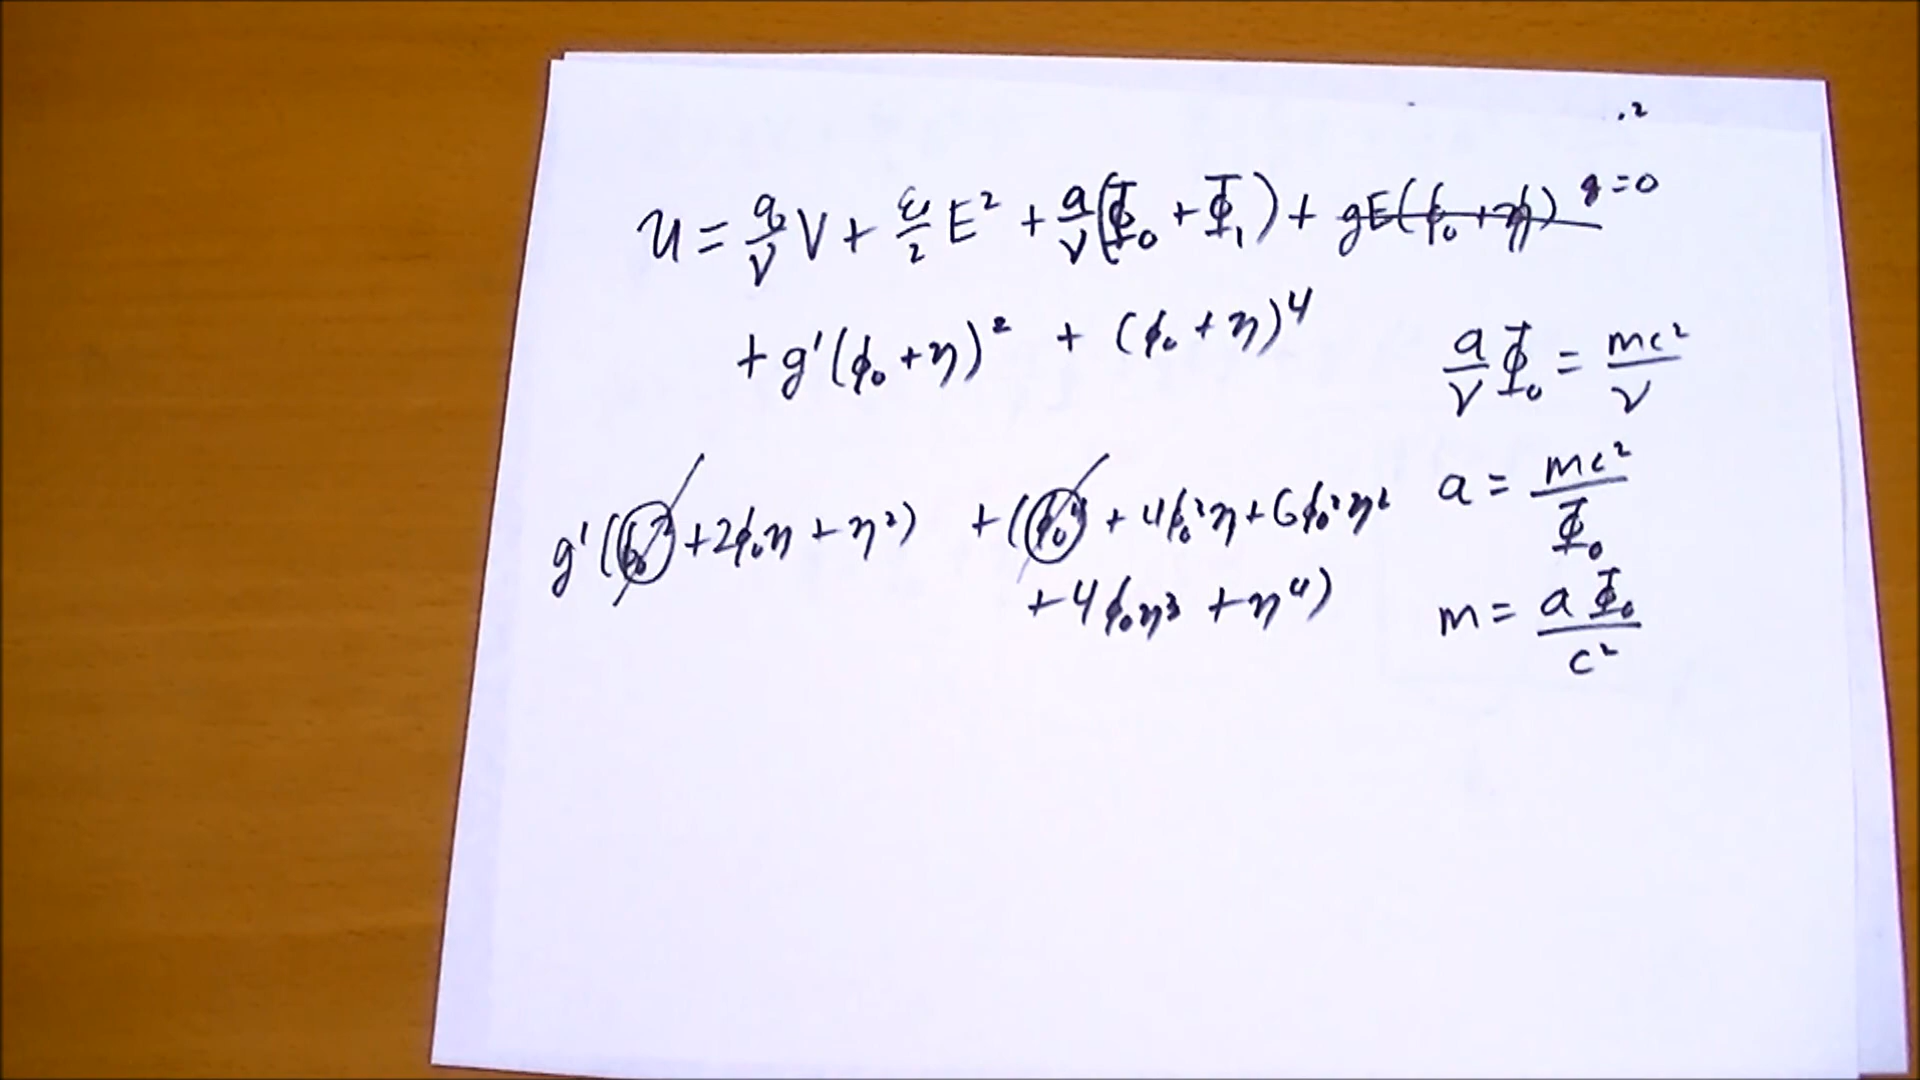 .²
U = q/ν V + ε/2 E² + a/ν (Φ₀ + Φ₁) + gE(ϕ₀ + η) g=0
+ g'(ϕ₀ + η)² + (ϕ₀ + η)⁴
a/ν Φ₀ = mc²/ν
g'(ϕ₀² + 2ϕ₀η + η²) + (ϕ₀⁴ + 4ϕ₀³η + 6ϕ₀²η²
+ 4ϕ₀η³ + η⁴)
a = mc²/Φ₀
m = aΦ₀/c²